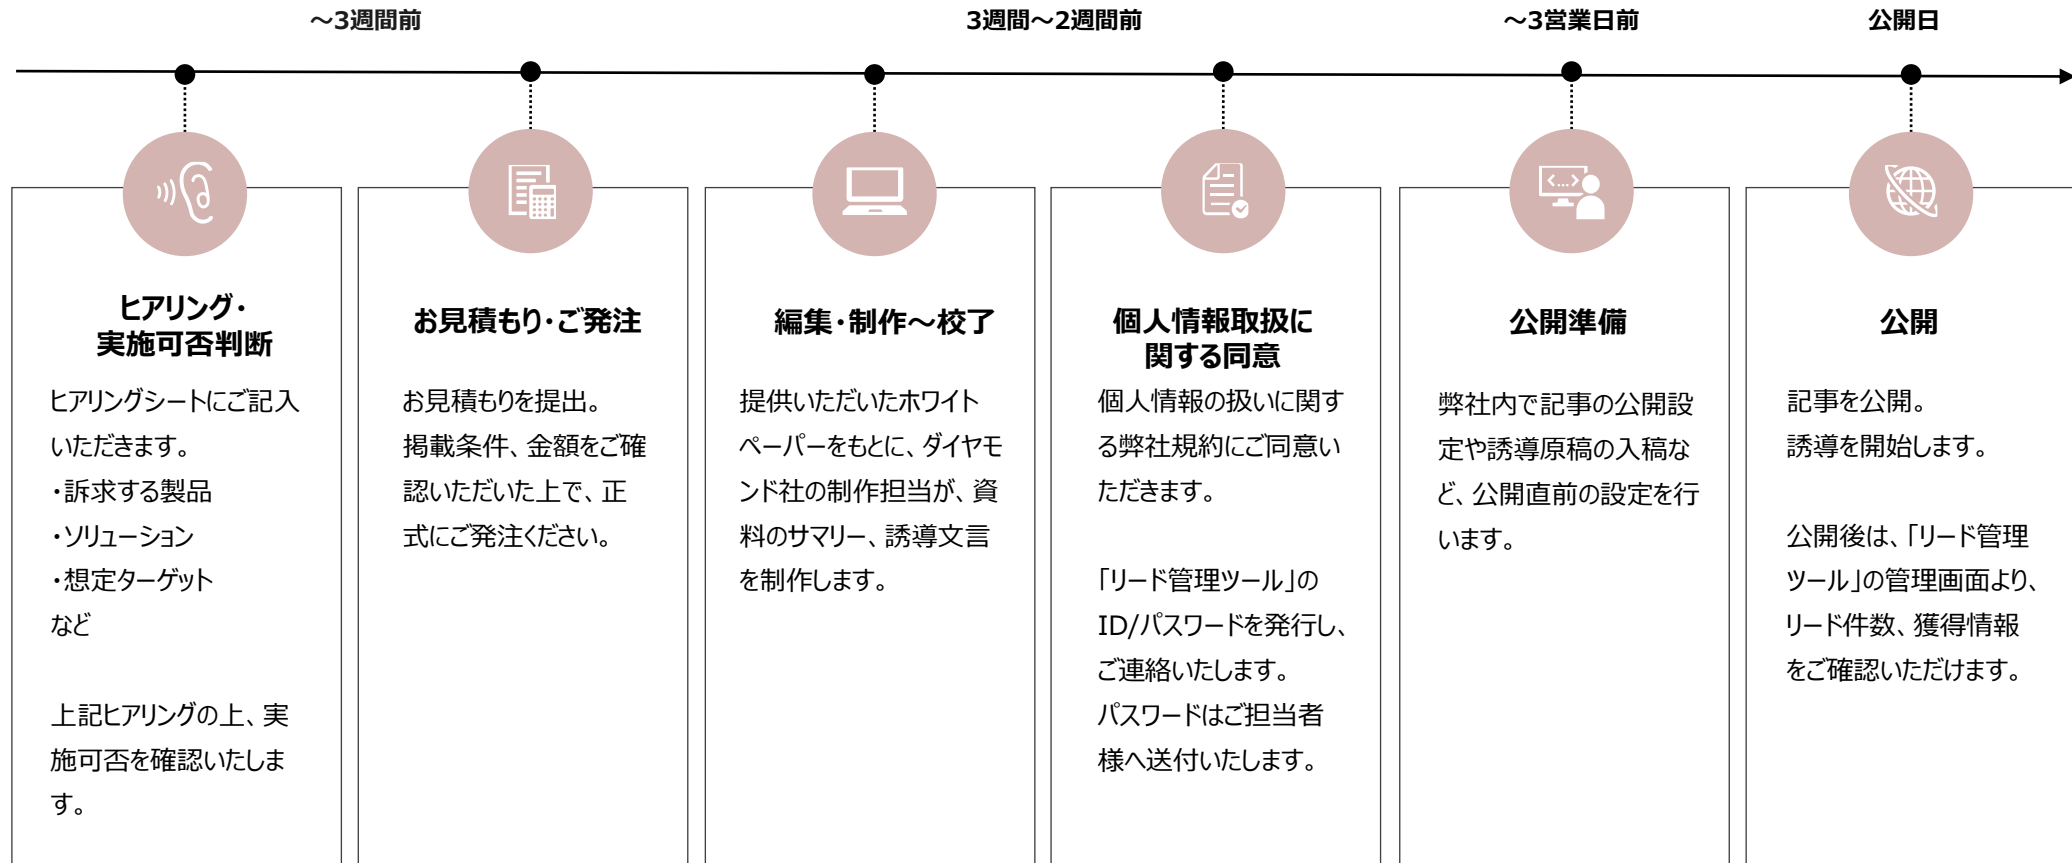 ～3週間前
3週間～2週間前
～3営業日前
公開日
ヒアリング・
実施可否判断
ヒアリングシートにご記入
いただきます。
・訴求する製品
・ソリューション
・想定ターゲット
など
上記ヒアリングの上、実
施可否を確認いたしま
す。
お見積もり・ご発注
お見積もりを提出。
掲載条件、金額をご確
認いただいた上で、正
式にご発注ください。
編集・制作～校了
提供いただいたホワイト
ペーパーをもとに、ダイヤモ
ンド社の制作担当が、資
料のサマリー、誘導文言
を制作します。
個人情報取扱に
関する同意
個人情報の扱いに関す
る弊社規約にご同意い
ただきます。
「リード管理ツール」の
ID/パスワードを発行し、
ご連絡いたします。
パスワードはご担当者
様へ送付いたします。
公開準備
弊社内で記事の公開設
定や誘導原稿の入稿な
ど、公開直前の設定を行
います。
公開
記事を公開。
誘導を開始します。
公開後は、「リード管理
ツール」の管理画面より、
リード件数、獲得情報
をご確認いただけます。